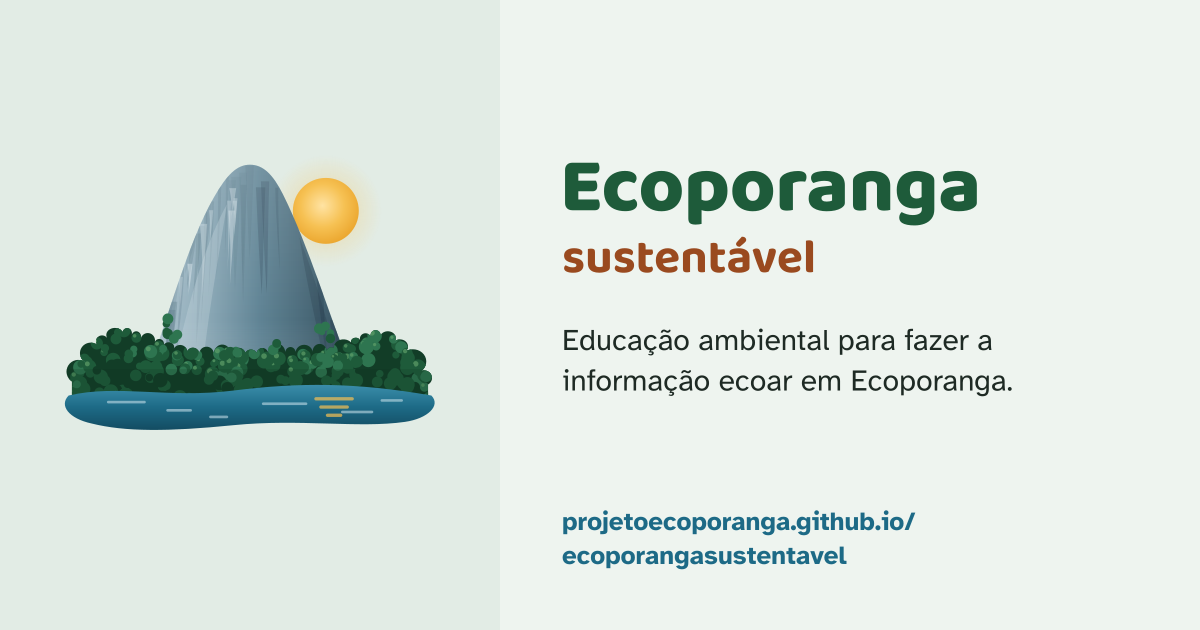 Ecoporanga
sustentável
Educação ambiental para fazer a
informação ecoar em Ecoporanga.
projetoecoporanga.github.io/
ecoporangasustentavel